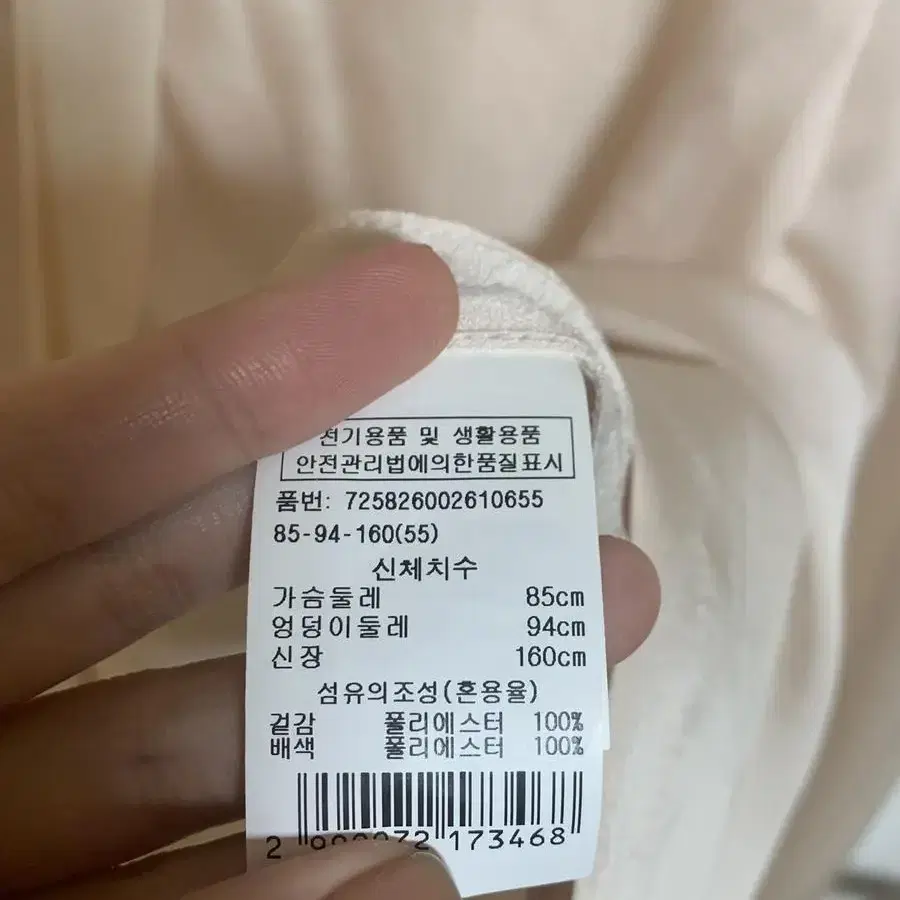 전기용품 및 생활용품
안전관리법에의한품질표시
품번: 725826002610655
85-94-160(55)
신체치수
가슴둘레 85cm
엉덩이둘레 94cm
신장 160cm
섬유의조성(혼용율)
겉감 폴리에스터 100%
배색 폴리에스터 100%
2 173468